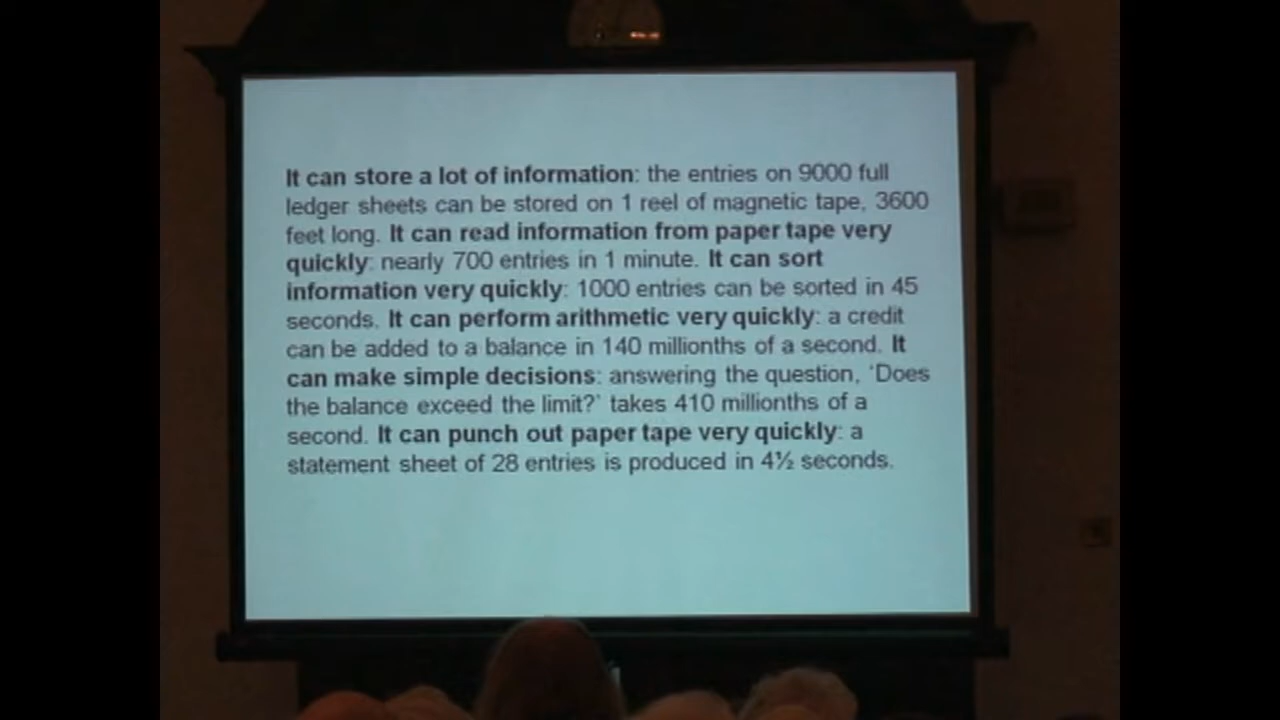 It can store a lot of information: the entries on 9000 full
ledger sheets can be stored on 1 reel of magnetic tape, 3600
feet long. It can read information from paper tape very
quickly: nearly 700 entries in 1 minute. It can sort
information very quickly: 1000 entries can be sorted in 45
seconds. It can perform arithmetic very quickly: a credit
can be added to a balance in 140 millionths of a second. It
can make simple decisions: answering the question, ‘Does
the balance exceed the limit?’ takes 410 millionths of a
second. It can punch out paper tape very quickly: a
statement sheet of 28 entries is produced in 4½ seconds.